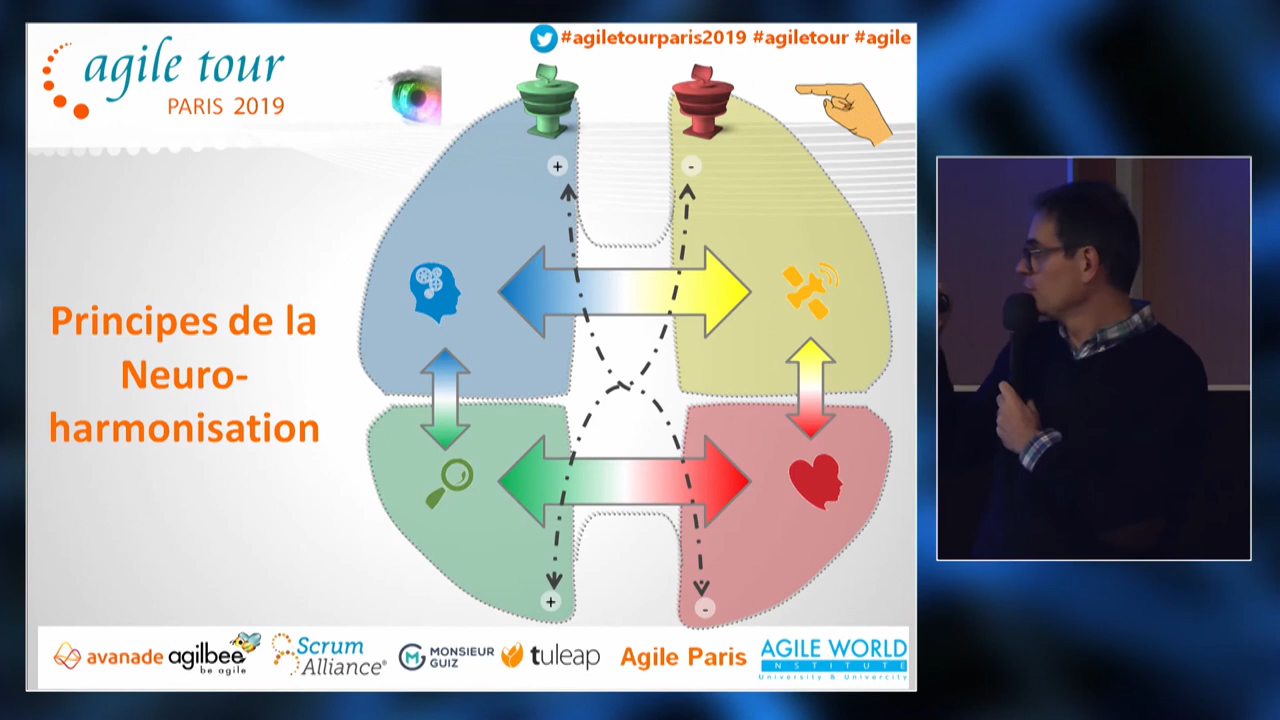 #agiletourparis2019 #agiletour #agile
agile tour
PARIS 2019
+
-
Principes de la
Neuro-
harmonisation
+
-
avanade
agilbee
be agile
Scrum
Alliance®
MONSIEUR
GUIZ
tuleap
Agile Paris
AGILE WORLD
INSTITUTE
University & Univercity